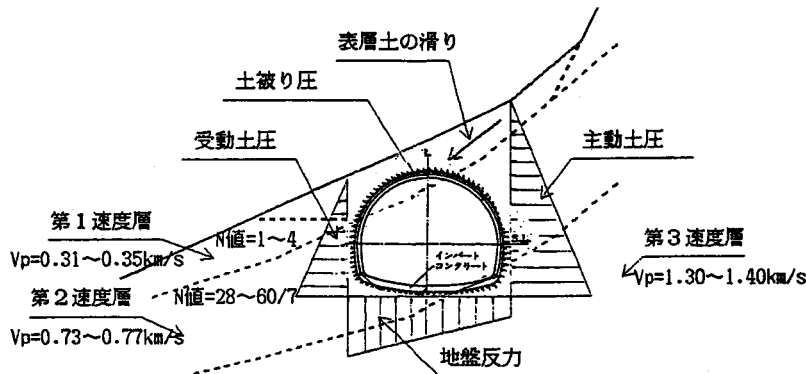 表層土の滑り
土被り圧
受動土圧
主動土圧
第1速度層
N値=1～4
Vp=0.31～0.35km/s
S.L
インバート
コンクリート
第3速度層
Vp=1.30～1.40km/s
第2速度層
N値=28～60/7
Vp=0.73～0.77km/s
地盤反力